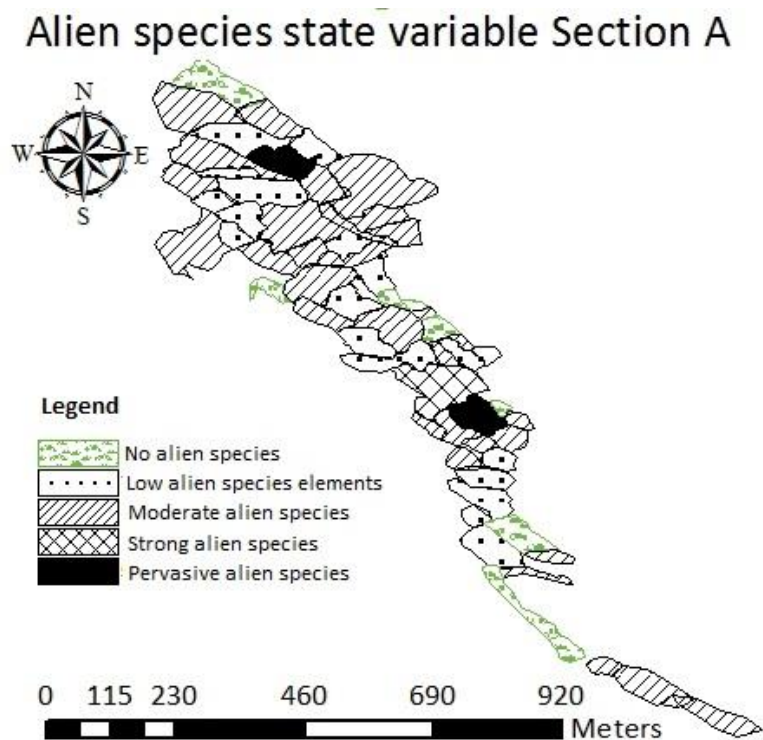 Alien species state variable Section A
N
W E
S
Legend
No alien species
Low alien species elements
Moderate alien species
Strong alien species
Pervasive alien species
0 115 230 460 690 920
Meters